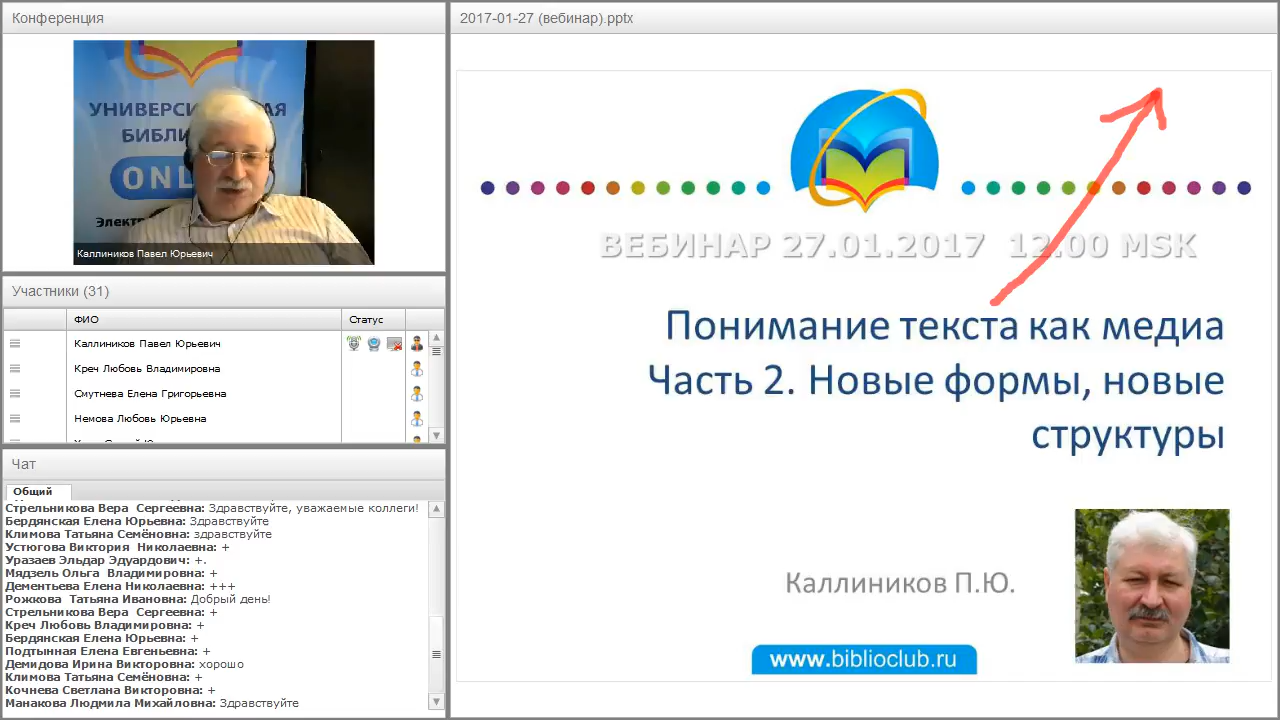 Конференция
УНИВЕРСИ АЯ
БИБЛИ
ONL
Электр
Каллиников Павел Юрьевич
Участники (31)
ФИО Статус
Каллиников Павел Юрьевич
Креч Любовь Владимировна
Смутнева Елена Григорьевна
Немова Любовь Юрьевна
Чат
Общий
Стрельникова Вера Сергеевна: Здравствуйте, уважаемые коллеги!
Бердянская Елена Юрьевна: Здравствуйте
Климова Татьяна Семёновна: здравствуйте
Устюгова Виктория Николаевна: +
Уразаев Эльдар Эдуардович: +.
Мядзель Ольга Владимировна: +
Дементьева Елена Николаевна: +++
Рожкова Татьяна Ивановна: Добрый день!
Стрельникова Вера Сергеевна: +
Креч Любовь Владимировна: +
Бердянская Елена Юрьевна: +
Подтынная Елена Евгеньевна: +
Демидова Ирина Викторовна: хорошо
Климова Татьяна Семёновна: +
Кочнева Светлана Викторовна: +
Манакова Людмила Михайловна: Здравствуйте
2017-01-27 (вебинар).pptx
ВЕБИНАР 27.01.2017 12.00 MSK
Понимание текста как медиа
Часть 2. Новые формы, новые
структуры
Каллиников П.Ю.
www.biblioclub.ru